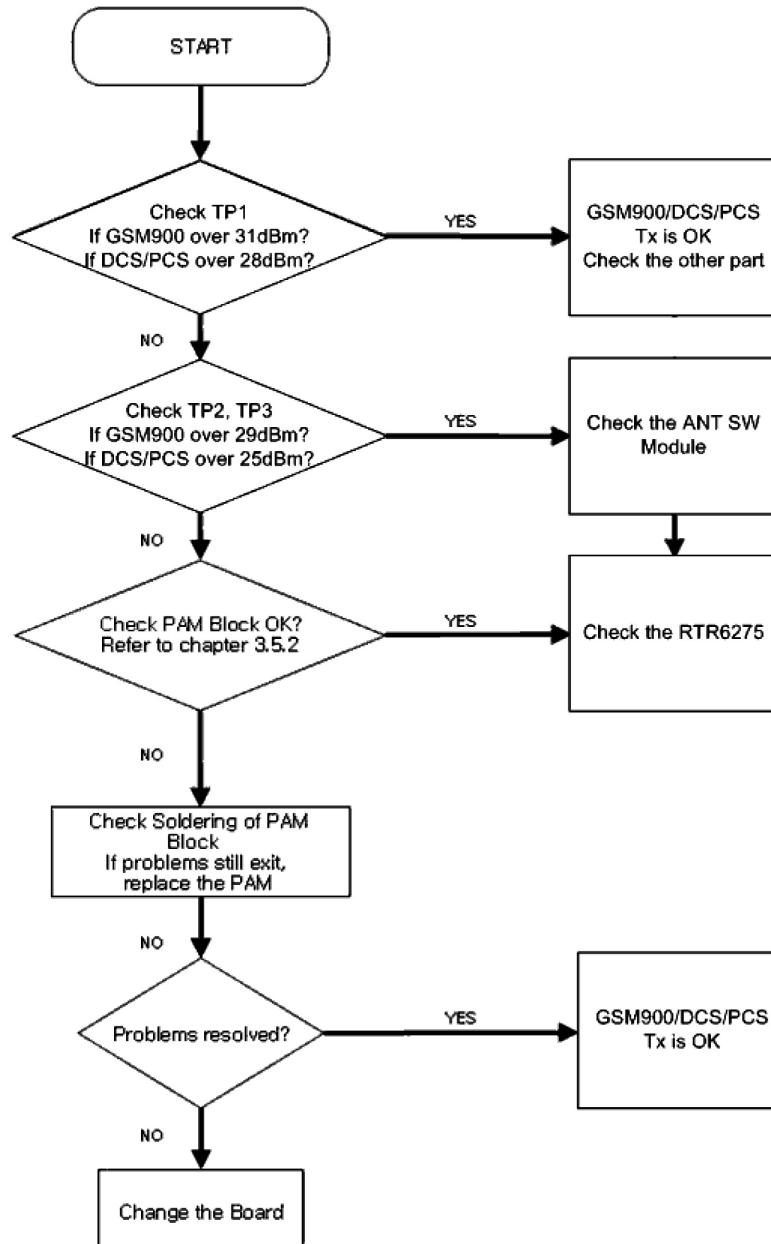 START
Check TP1
If GSM900 over 31dBm?
If DCS/PCS over 28dBm?
YES
GSM900/DCS/PCS
Tx is OK
Check the other part
NO
Check TP2, TP3
If GSM900 over 29dBm?
If DCS/PCS over 25dBm?
YES
Check the ANT SW
Module
NO
Check PAM Block OK?
Refer to chapter 3.5.2
YES
Check the RTR6275
NO
Check Soldering of PAM
Block
If problems still exit,
replace the PAM
NO
Problems resolved?
YES
GSM900/DCS/PCS
Tx is OK
NO
Change the Board